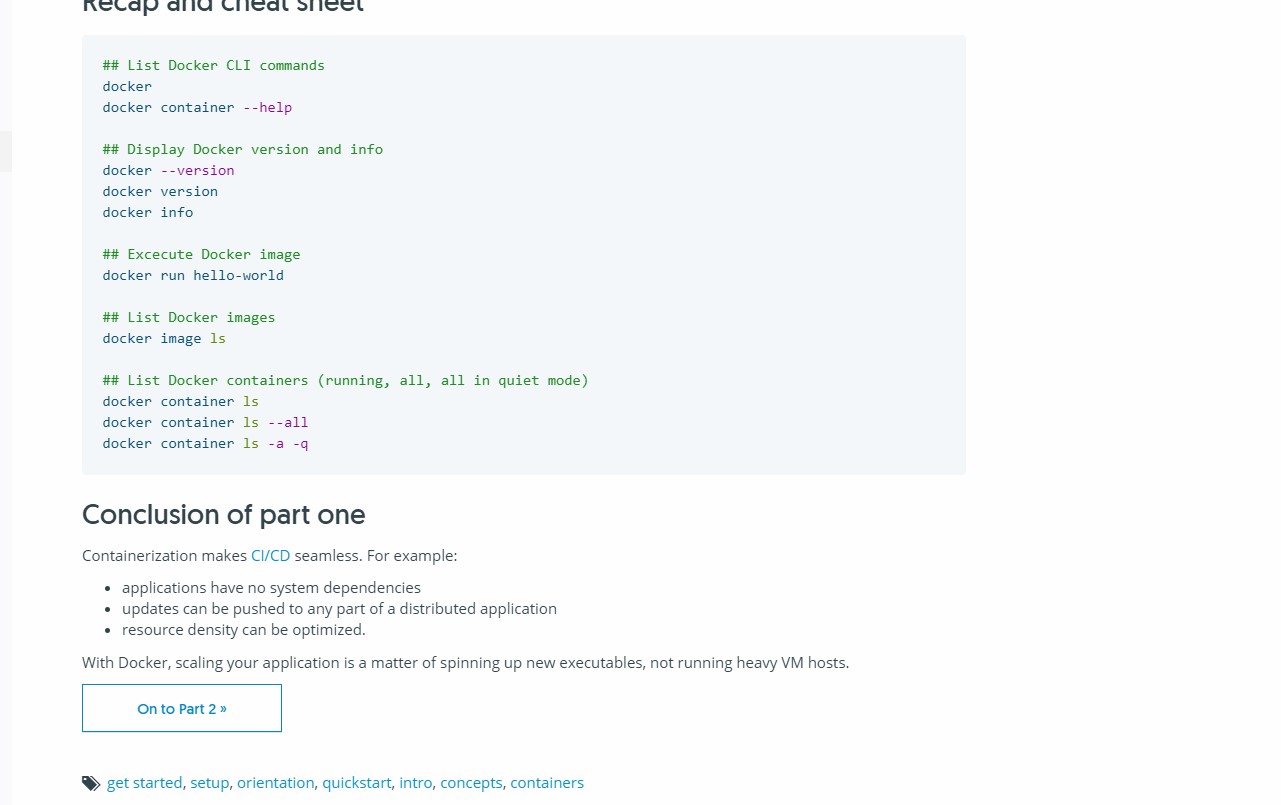 Recap and cheat sheet
## List Docker CLI commands
docker
docker container --help
## Display Docker version and info
docker --version
docker version
docker info
## Excecute Docker image
docker run hello-world
## List Docker images
docker image ls
## List Docker containers (running, all, all in quiet mode)
docker container ls
docker container ls --all
docker container ls -a -q
Conclusion of part one
Containerization makes CI/CD seamless. For example:
• applications have no system dependencies
• updates can be pushed to any part of a distributed application
• resource density can be optimized.
With Docker, scaling your application is a matter of spinning up new executables, not running heavy VM hosts.
On to Part 2 »
get started, setup, orientation, quickstart, intro, concepts, containers